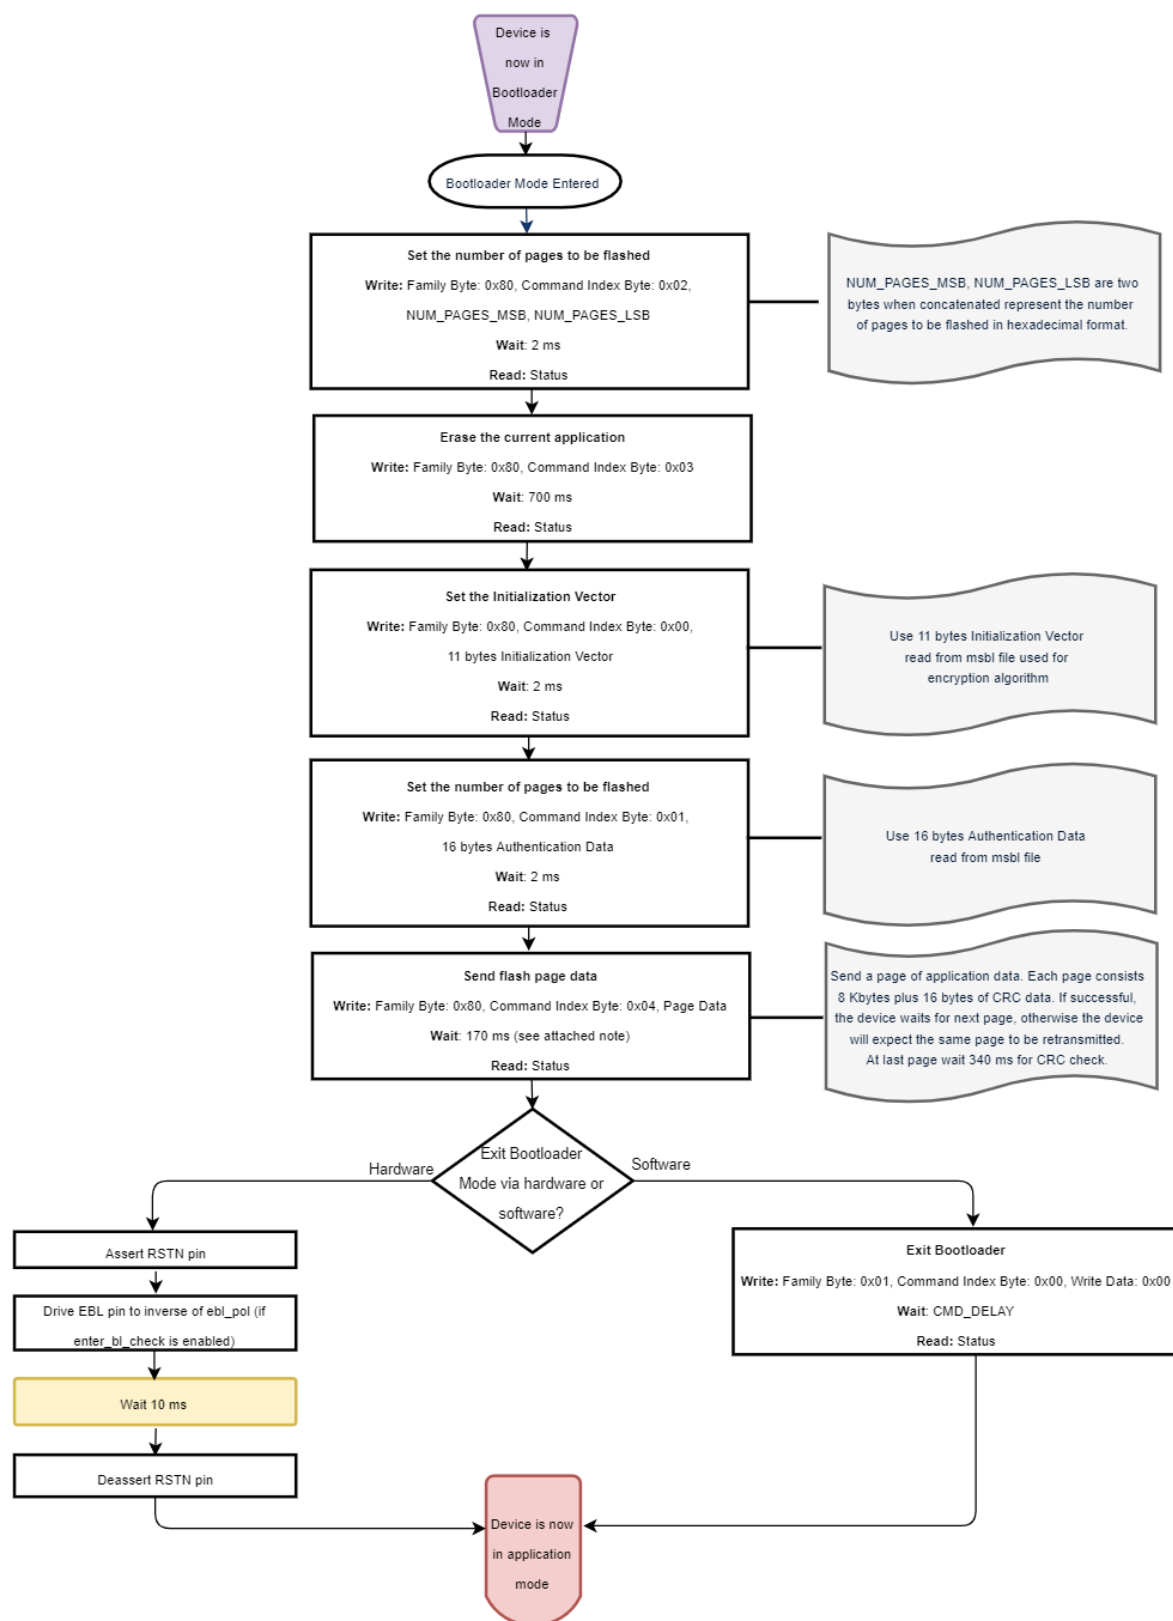 Device is
now in
Bootloader
Mode
Bootloader Mode Entered
Set the number of pages to be flashed
Write: Family Byte: 0x80, Command Index Byte: 0x02,
NUM_PAGES_MSB, NUM_PAGES_LSB
Wait: 2 ms
Read: Status
NUM_PAGES_MSB, NUM_PAGES_LSB are two
bytes when concatenated represent the number
of pages to be flashed in hexadecimal format.
Erase the current application
Write: Family Byte: 0x80, Command Index Byte: 0x03
Wait: 700 ms
Read: Status
Set the Initialization Vector
Write: Family Byte: 0x80, Command Index Byte: 0x00,
11 bytes Initialization Vector
Wait: 2 ms
Read: Status
Use 11 bytes Initialization Vector
read from msbl file used for
encryption algorithm
Set the number of pages to be flashed
Write: Family Byte: 0x80, Command Index Byte: 0x01,
16 bytes Authentication Data
Wait: 2 ms
Read: Status
Use 16 bytes Authentication Data
read from msbl file
Send flash page data
Write: Family Byte: 0x80, Command Index Byte: 0x04, Page Data
Wait: 170 ms (see attached note)
Read: Status
Send a page of application data. Each page consists
8 Kbytes plus 16 bytes of CRC data. If successful,
the device waits for next page, otherwise the device
will expect the same page to be retransmitted.
At last page wait 340 ms for CRC check.
Exit Bootloader
Mode via hardware or
software?
Hardware
Software
Assert RSTN pin
Drive EBL pin to inverse of ebl_pol (if
enter_bl_check is enabled)
Wait 10 ms
Deassert RSTN pin
Exit Bootloader
Write: Family Byte: 0x01, Command Index Byte: 0x00, Write Data: 0x00
Wait: CMD_DELAY
Read: Status
Device is now
in application
mode